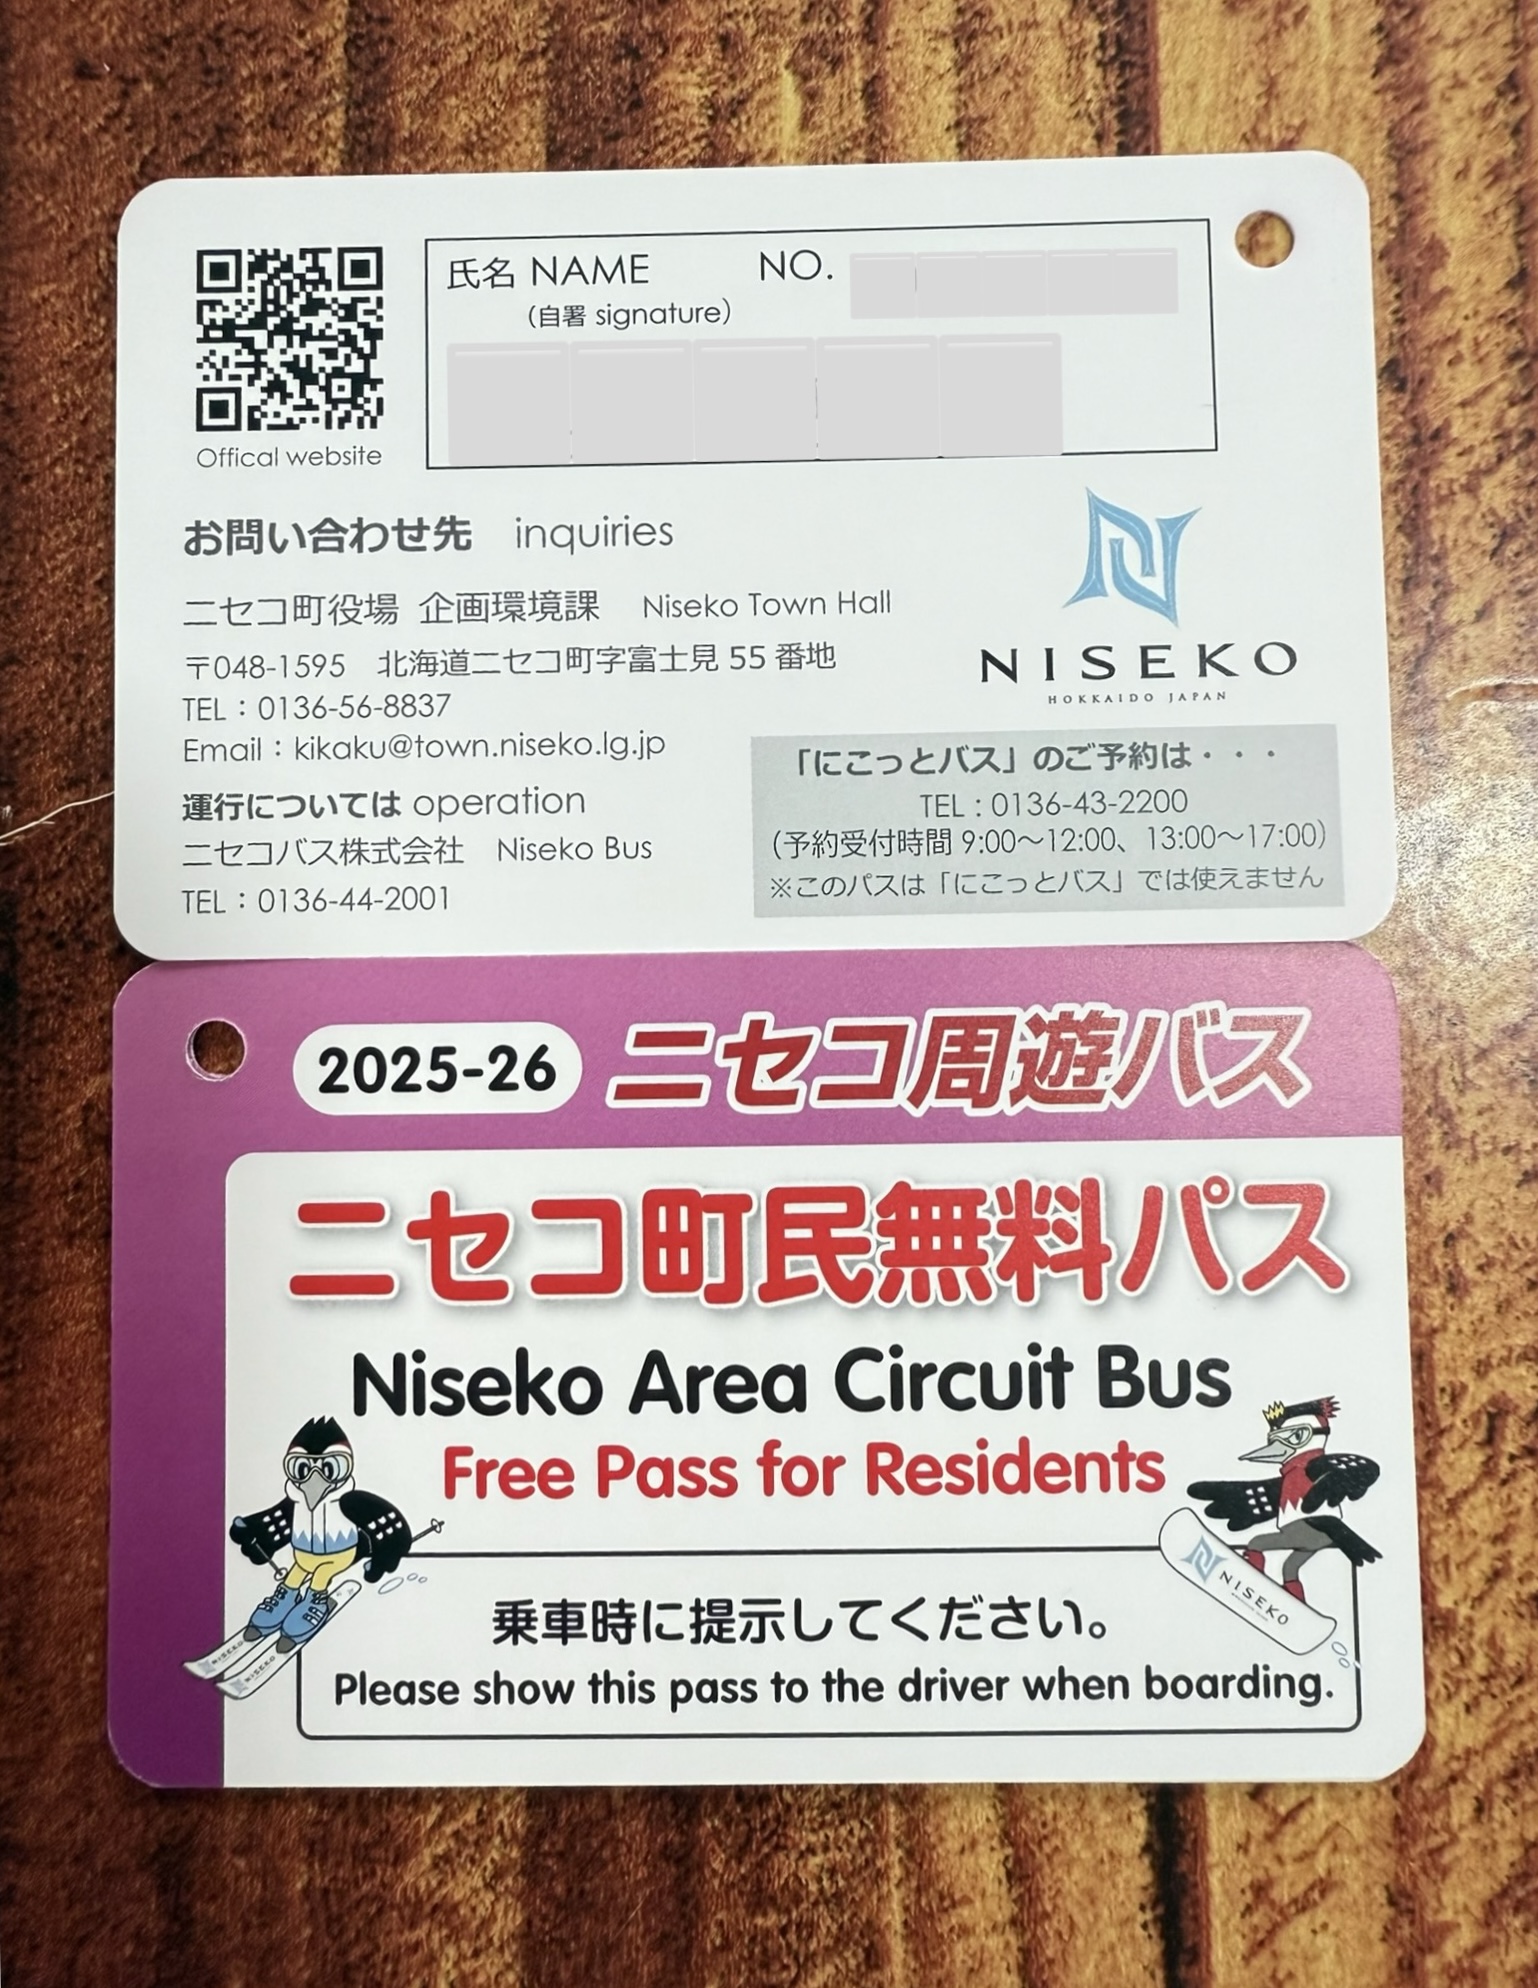 氏名 NAME NO.
(自署 signature)
Offical website
お問い合わせ先 inquiries
ニセコ町役場 企画環境課 Niseko Town Hall
〒048-1595 北海道ニセコ町字富士見 55 番地
TEL：0136-56-8837
Email：kikaku@town.niseko.lg.jp
運行については operation
ニセコバス株式会社 Niseko Bus
TEL：0136-44-2001
NISEKO
HOKKAIDO JAPAN
「にこっとバス」のご予約は・・・
TEL：0136-43-2200
(予約受付時間 9:00～12:00、13:00～17:00)
※このパスは「にこっとバス」では使えません
2025-26 ニセコ周遊バス
ニセコ町民無料パス
Niseko Area Circuit Bus
Free Pass for Residents
乗車時に提示してください。
Please show this pass to the driver when boarding.
NISEKO
NISEKO
NISEKO